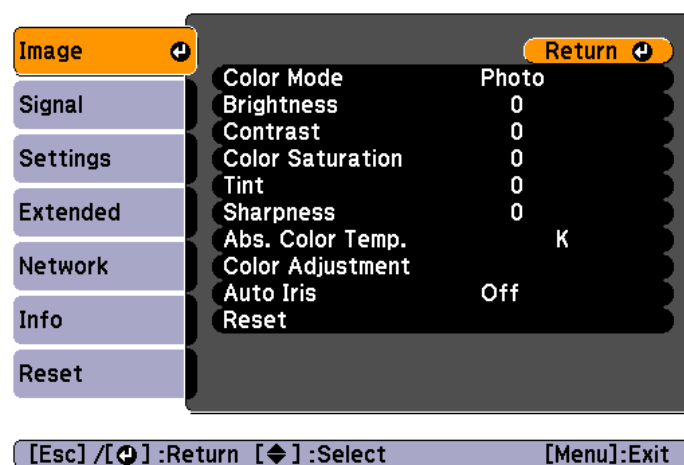 Image
Signal
Settings
Extended
Network
Info
Reset
Return
Color Mode Photo
Brightness 0
Contrast 0
Color Saturation 0
Tint 0
Sharpness 0
Abs. Color Temp. K
Color Adjustment
Auto Iris Off
Reset
[Esc] /[ ] :Return [ ] :Select [Menu]:Exit